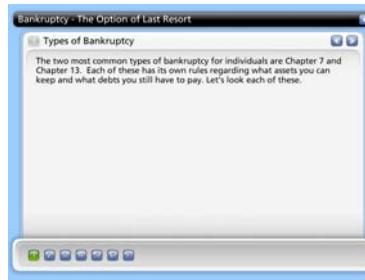 Bankruptcy - The Option of Last Resort
Types of Bankruptcy
The two most common types of bankruptcy for individuals are Chapter 7 and
Chapter 13. Each of these has its own rules regarding what assets you can
keep and what debts you still have to pay. Let's look each of these.